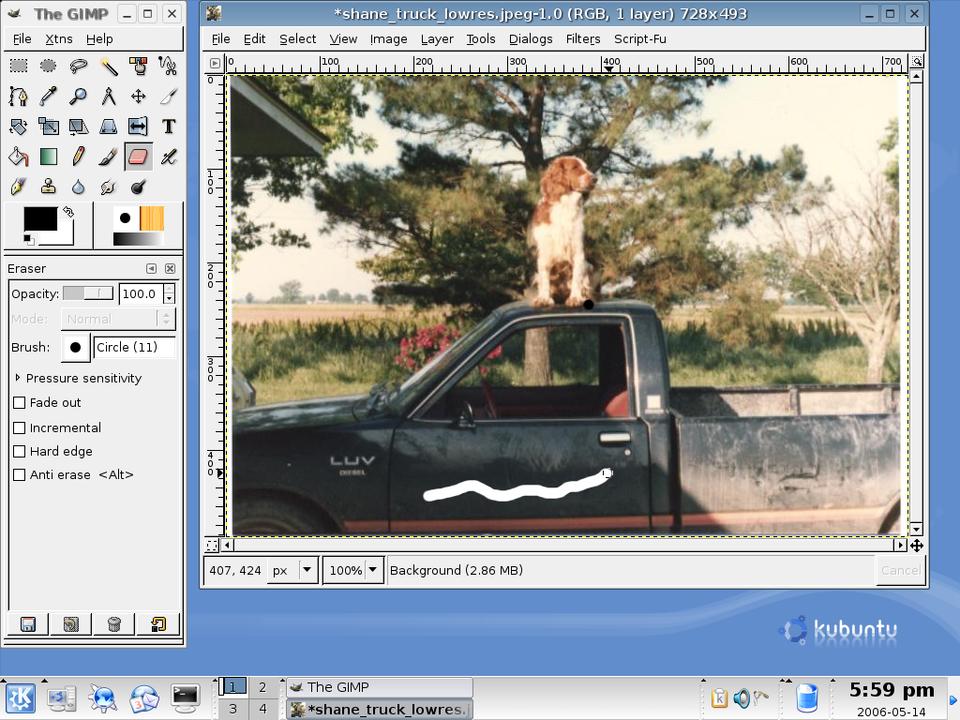 The GIMP
File Xtns Help
T
Eraser
Opacity: 100.0
Mode: Normal
Brush: Circle (11)
Pressure sensitivity
Fade out
Incremental
Hard edge
Anti erase <Alt>
*shane_truck_lowres.jpeg-1.0 (RGB, 1 layer) 728x493
File Edit Select View Image Layer Tools Dialogs Filters Script-Fu
0 100 200 300 400 500 600 700
0
100
200
300
400
LUV
DIESEL
407, 424 px 100% Background (2.86 MB) Cancel
kubuntu
1 2 The GIMP
3 4 *shane_truck_lowres.
5:59 pm
2006-05-14